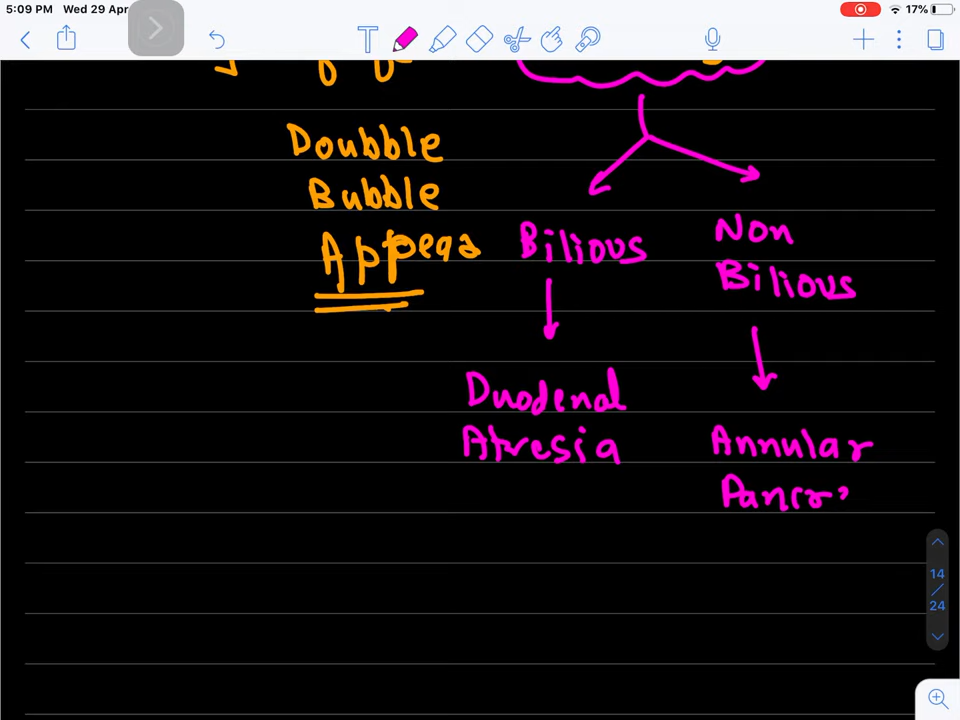 5:09 PM Wed 29 Apr
17%
T
Doubble
Bubble
Appea
Bilious
Non
Bilious
Duodenal
Atresia
Annular
Pancr
14
/
24